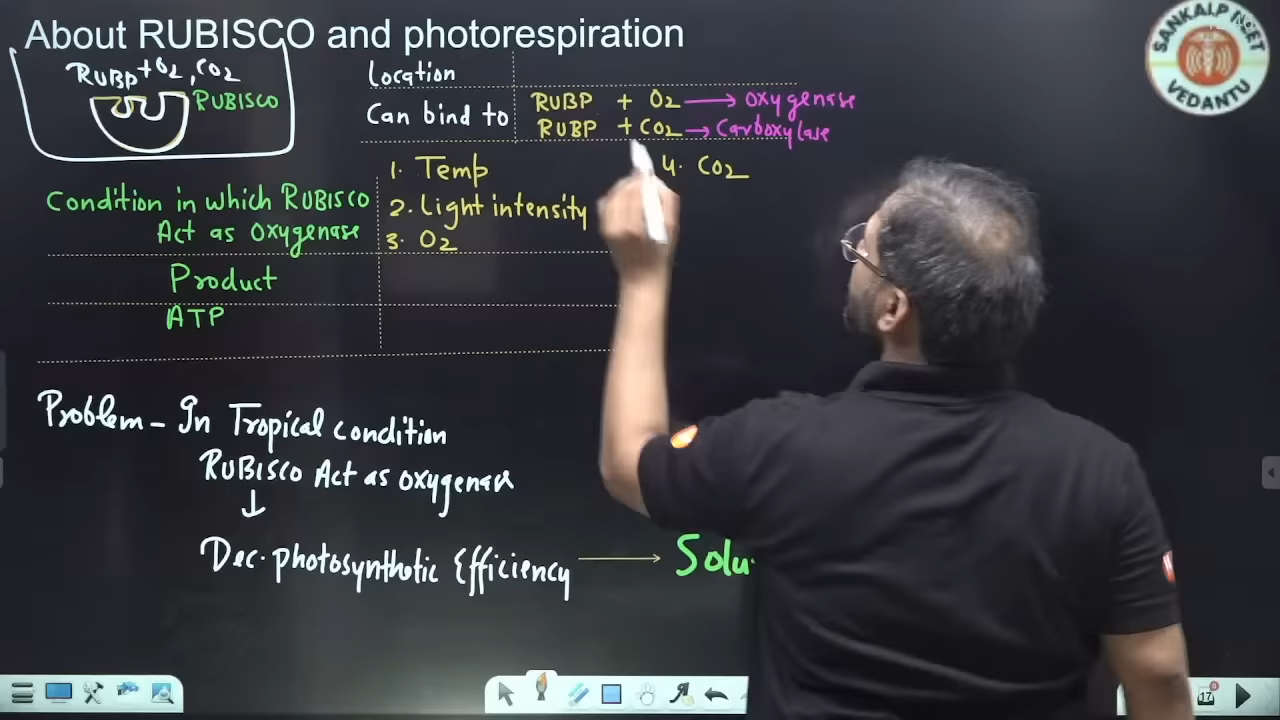 About RUBISCO and photorespiration
RUBP + O2, CO2
RUBISCO
Location
Can bind to
RUBP + O2 → Oxygenase
RUBP + CO2 → Carboxylase
Condition in which RUBISCO
Act as Oxygenase
1. Temp
2. Light intensity
3. O2
4. CO2
Product
ATP
Problem - In Tropical condition
RUBISCO Act as oxygenase
↓
Dec. photosynthetic Efficiency → Solu
SANKALP NEET
VEDANTU
17